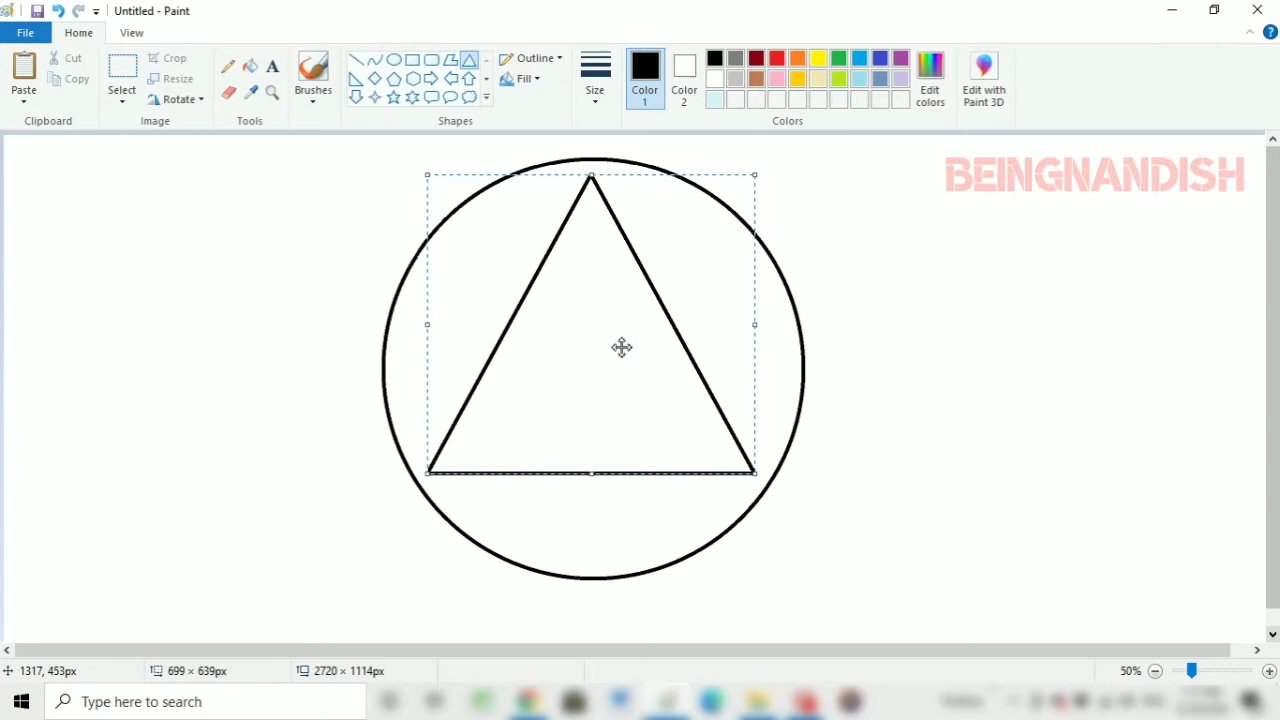 Untitled - Paint
File
Home
View
Paste
Cut
Copy
Clipboard
Select
Crop
Resize
Rotate
Image
A
Tools
Brushes
Shapes
Outline
Fill
Size
Color 1
Color 2
Colors
Edit colors
Edit with Paint 3D
BEINGNANDISH
1317, 453px
699 × 639px
2720 × 1114px
50%
Type here to search